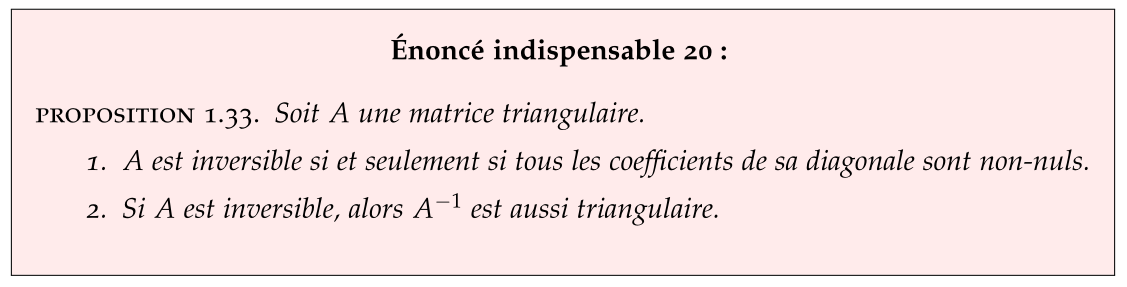 Énoncé indispensable 20 :
PROPOSITION 1.33. Soit A une matrice triangulaire.
1. A est inversible si et seulement si tous les coefficients de sa diagonale sont non-nuls.
2. Si A est inversible, alors A⁻¹ est aussi triangulaire.